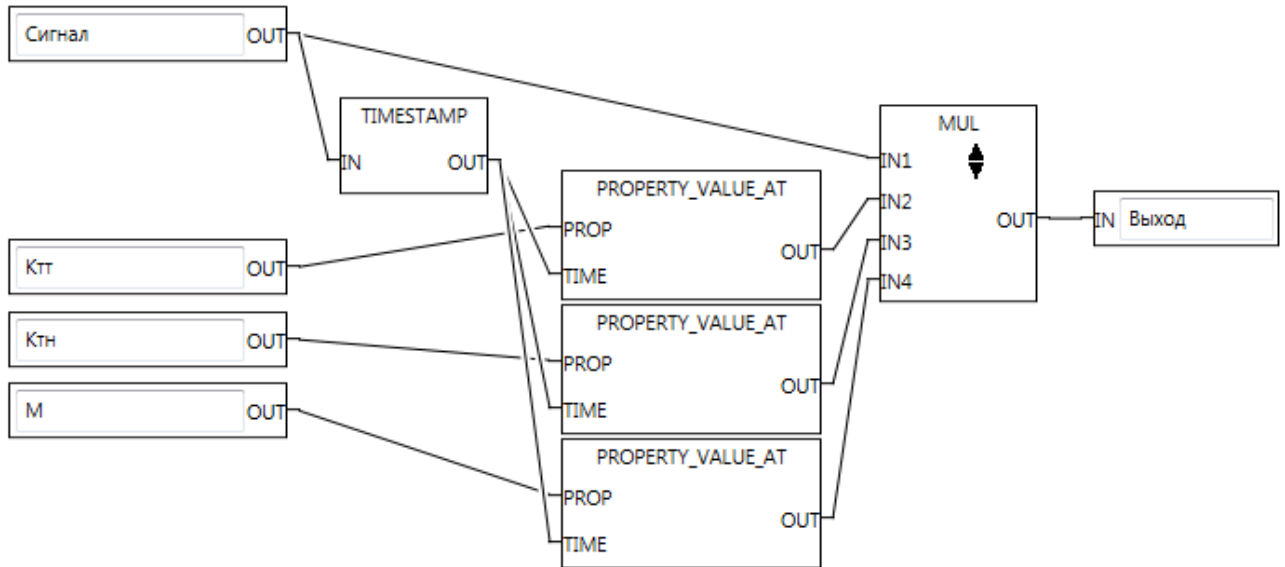 Сигнал OUT
TIMESTAMP
IN OUT
MUL
IN1
IN2
OUT
IN3
IN4
IN Выход
PROPERTY_VALUE_AT
PROP
OUT
TIME
Ктт OUT
Ктн OUT
М OUT
PROPERTY_VALUE_AT
PROP
OUT
TIME
PROPERTY_VALUE_AT
PROP
OUT
TIME